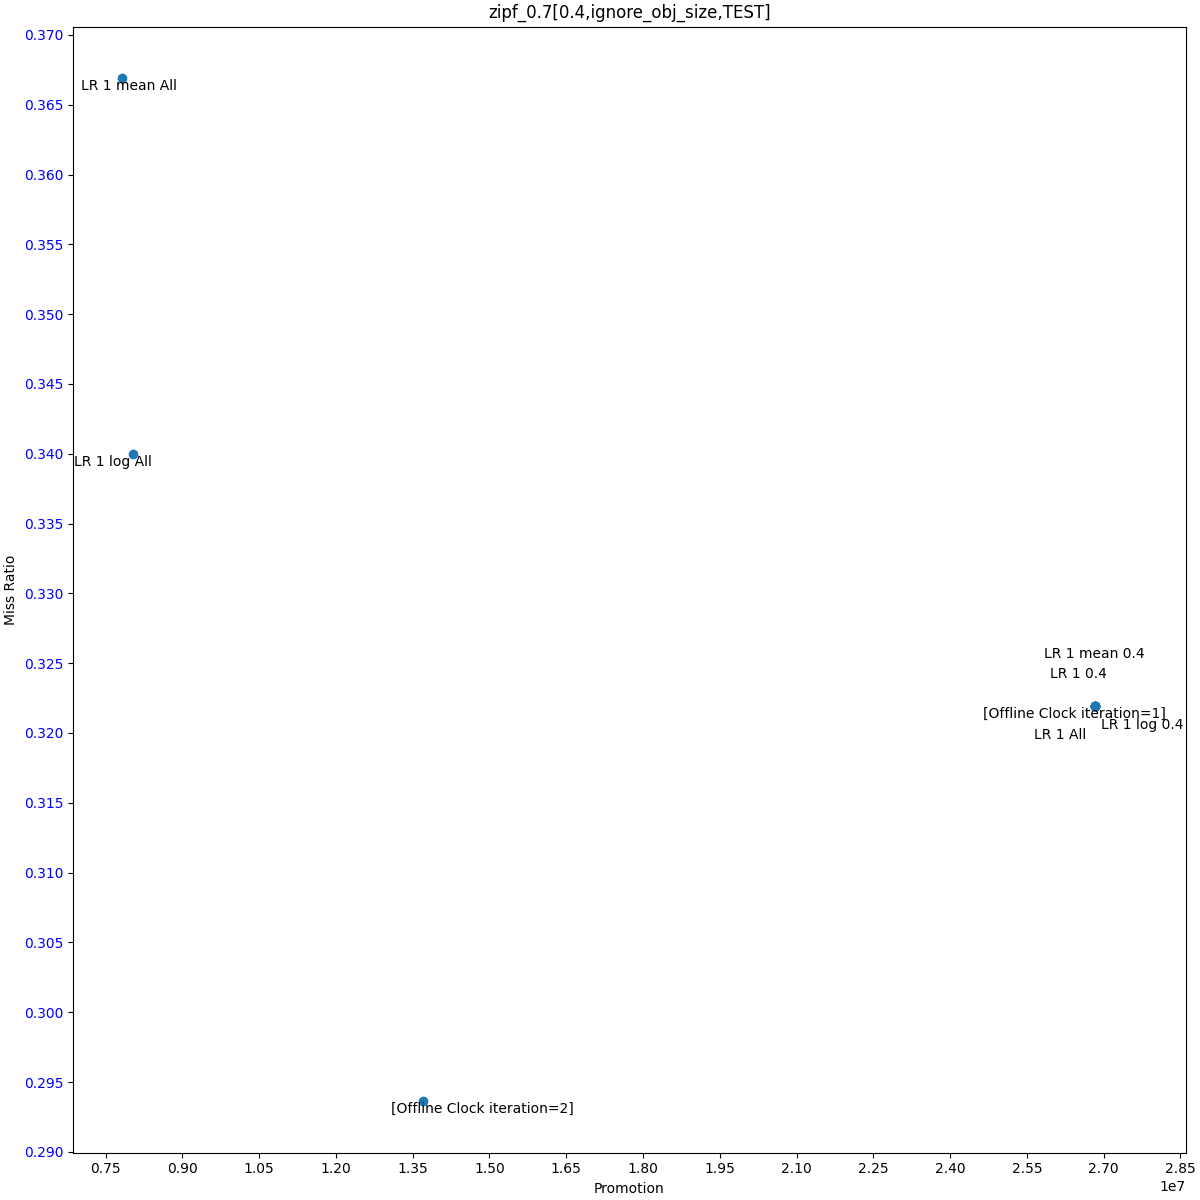 zipf_0.7[0.4,ignore_obj_size,TEST]
0.370
LR 1 mean All
0.365
0.360
0.355
0.350
0.345
0.340
LR 1 log All
0.335
0.330
0.325
LR 1 mean 0.4
LR 1 0.4
[Offline Clock iteration=1]
LR 1 log 0.4
LR 1 All
0.320
0.315
0.310
0.305
0.300
0.295
[Offline Clock iteration=2]
0.290
Miss Ratio
0.75 0.90 1.05 1.20 1.35 1.50 1.65 1.80 1.95 2.10 2.25 2.40 2.55 2.70 2.85
1e7
Promotion